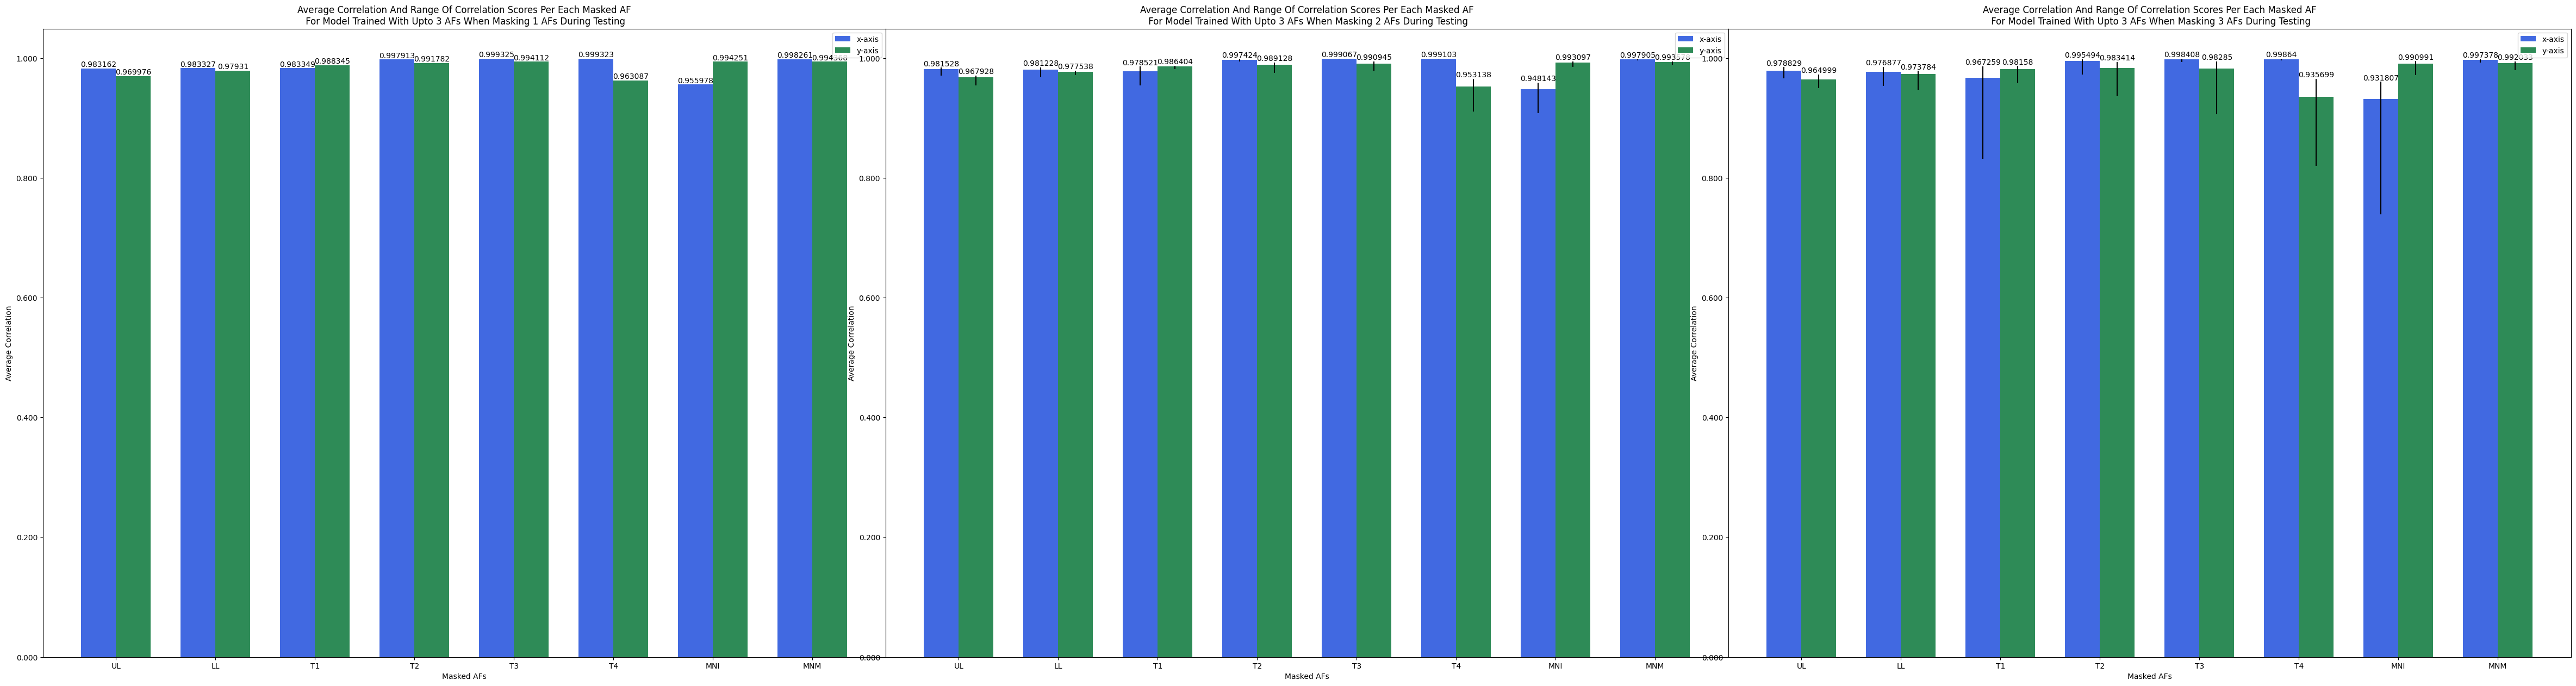 Average Correlation And Range Of Correlation Scores Per Each Masked AF
For Model Trained With Upto 3 AFs When Masking 1 AFs During Testing
x-axis
y-axis
1.000
0.800
0.600
0.400
0.200
0.000
Average Correlation
0.983162
0.969976
0.983327
0.97931
0.983349
0.988345
0.997913
0.991782
0.999325
0.994112
0.999323
0.963087
0.955978
0.994251
0.998261
UL
LL
T1
T2
T3
T4
MNI
MNM
Masked AFs
Average Correlation And Range Of Correlation Scores Per Each Masked AF
For Model Trained With Upto 3 AFs When Masking 2 AFs During Testing
x-axis
y-axis
1.000
0.800
0.600
0.400
0.200
0.000
Average Correlation
0.981528
0.967928
0.981228
0.977538
0.978521
0.986404
0.997424
0.989128
0.999067
0.990945
0.999103
0.953138
0.948143
0.993097
0.997905
UL
LL
T1
T2
T3
T4
MNI
MNM
Masked AFs
Average Correlation And Range Of Correlation Scores Per Each Masked AF
For Model Trained With Upto 3 AFs When Masking 3 AFs During Testing
x-axis
y-axis
1.000
0.800
0.600
0.400
0.200
0.000
Average Correlation
0.978829
0.964999
0.976877
0.973784
0.967259
0.98158
0.995494
0.983414
0.998408
0.98285
0.99864
0.935699
0.931807
0.990991
0.997378
UL
LL
T1
T2
T3
T4
MNI
MNM
Masked AFs